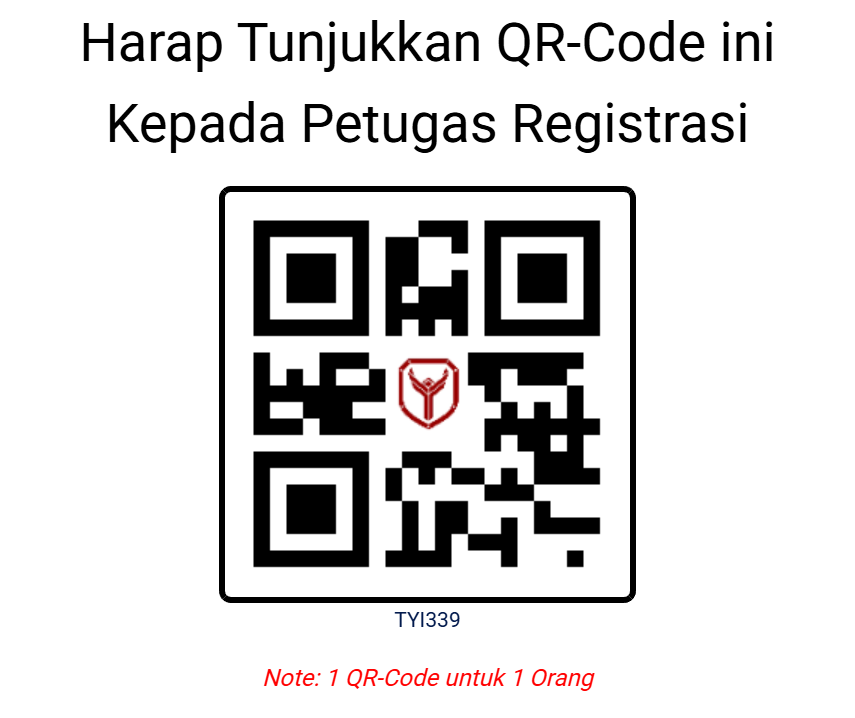 Harap Tunjukkan QR-Code ini
Kepada Petugas Registrasi
TYI339
Note: 1 QR-Code untuk 1 Orang